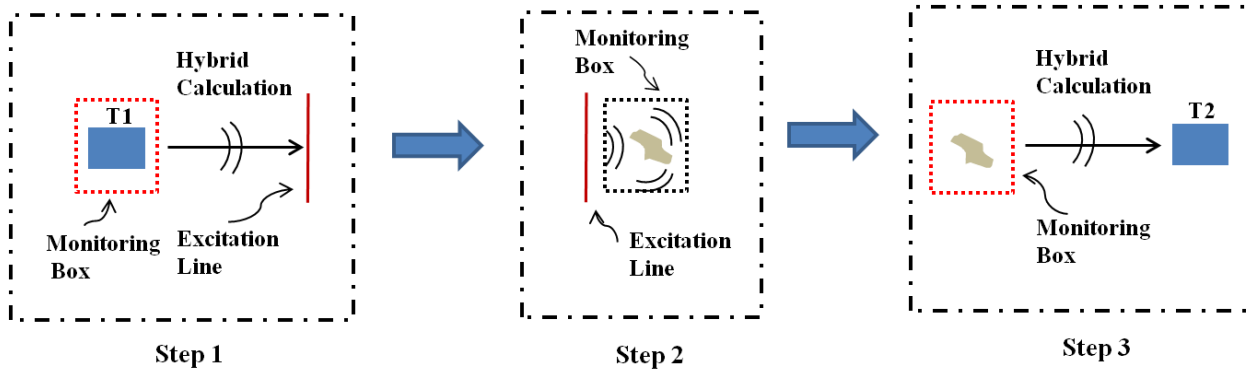 Hybrid
Calculation
T1
Monitoring
Box
Excitation
Line
Step 1
Monitoring
Box
Excitation
Line
Step 2
Hybrid
Calculation
T2
Monitoring
Box
Step 3